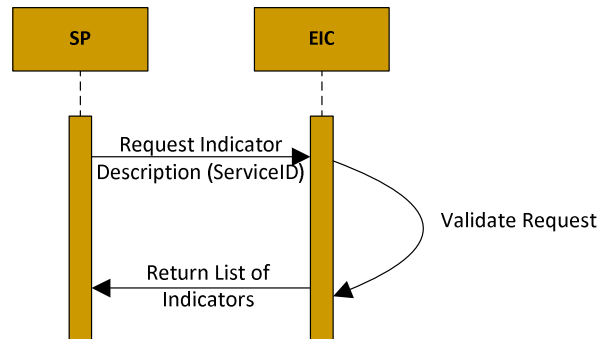 SP
EIC
Request Indicator
Description (ServiceID)
Validate Request
Return List of
Indicators